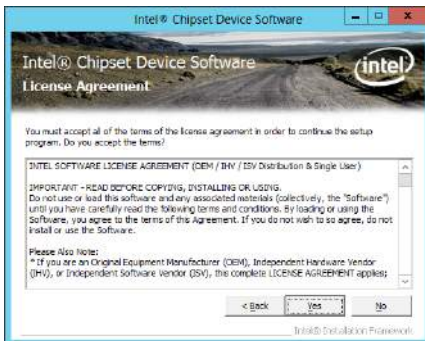 Intel® Chipset Device Software
Intel® Chipset Device Software
License Agreement
intel
You must accept all of the terms of the license agreement in order to continue the setup
program. Do you accept the terms?
INTEL SOFTWARE LICENSE AGREEMENT (OEM / IHV / ISV Distribution & Single User)
IMPORTANT - READ BEFORE COPYING, INSTALLING OR USING.
Do not use or load this software and any associated materials (collectively, the "Software")
until you have carefully read the following terms and conditions. By loading or using the
Software, you agree to the terms of this Agreement. If you do not wish to so agree, do not
install or use the Software.
Please Also Note:
* If you are an Original Equipment Manufacturer (OEM), Independent Hardware Vendor
(IHV), or Independent Software Vendor (ISV), this complete LICENSE AGREEMENT applies;
< Back Yes No
Intel® Installation Framework